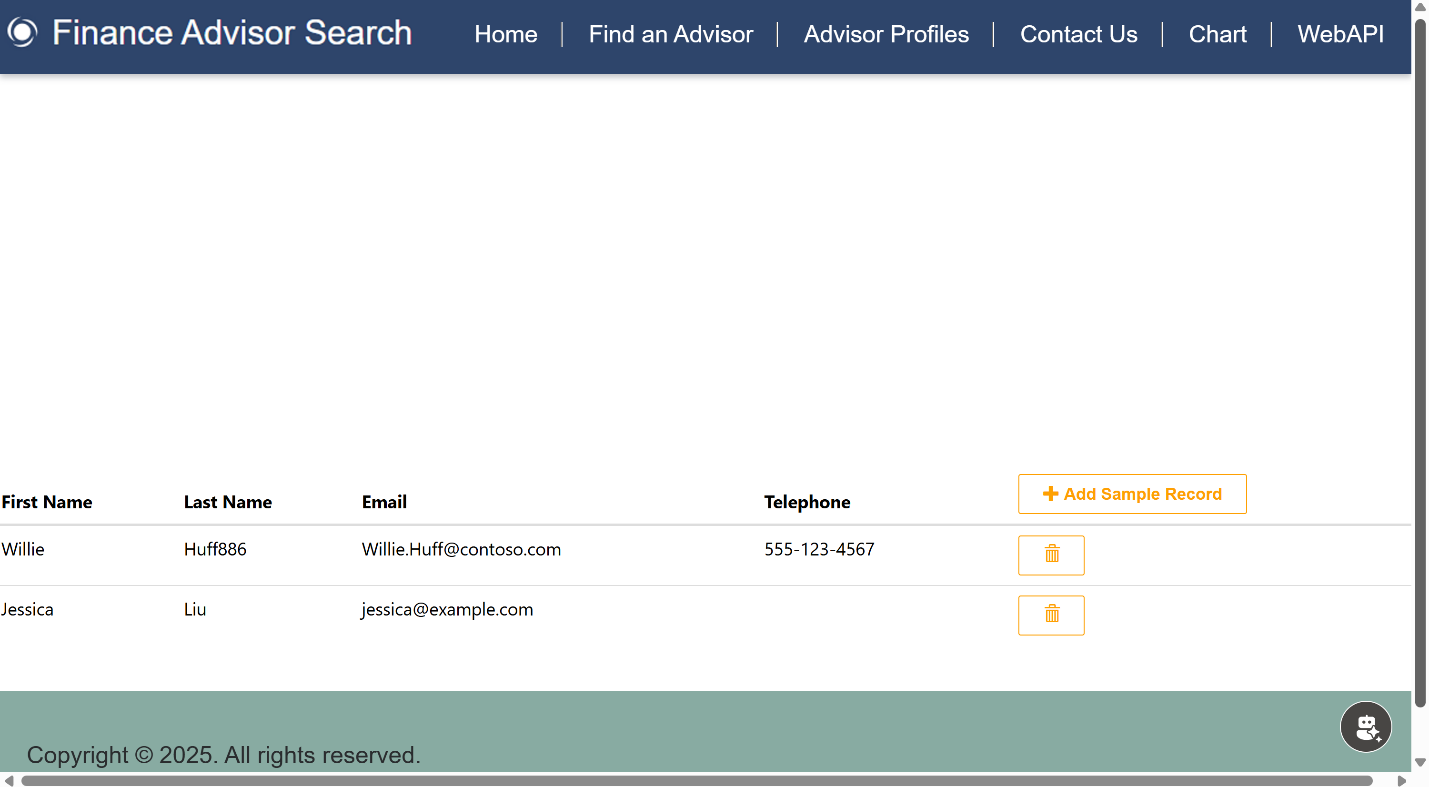 Finance Advisor Search Home Find an Advisor Advisor Profiles Contact Us Chart WebAPI
First Name Last Name Email Telephone Add Sample Record
Willie Huff886 Willie.Huff@contoso.com 555-123-4567
Jessica Liu jessica@example.com
Copyright © 2025. All rights reserved.